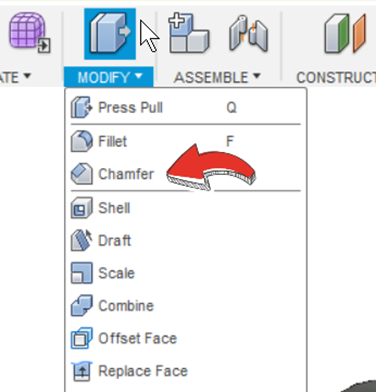 ATE ▾ MODIFY ▾ ASSEMBLE ▾ CONSTRUCT
Press Pull Q
Fillet F
Chamfer
Shell
Draft
Scale
Combine
Offset Face
Replace Face